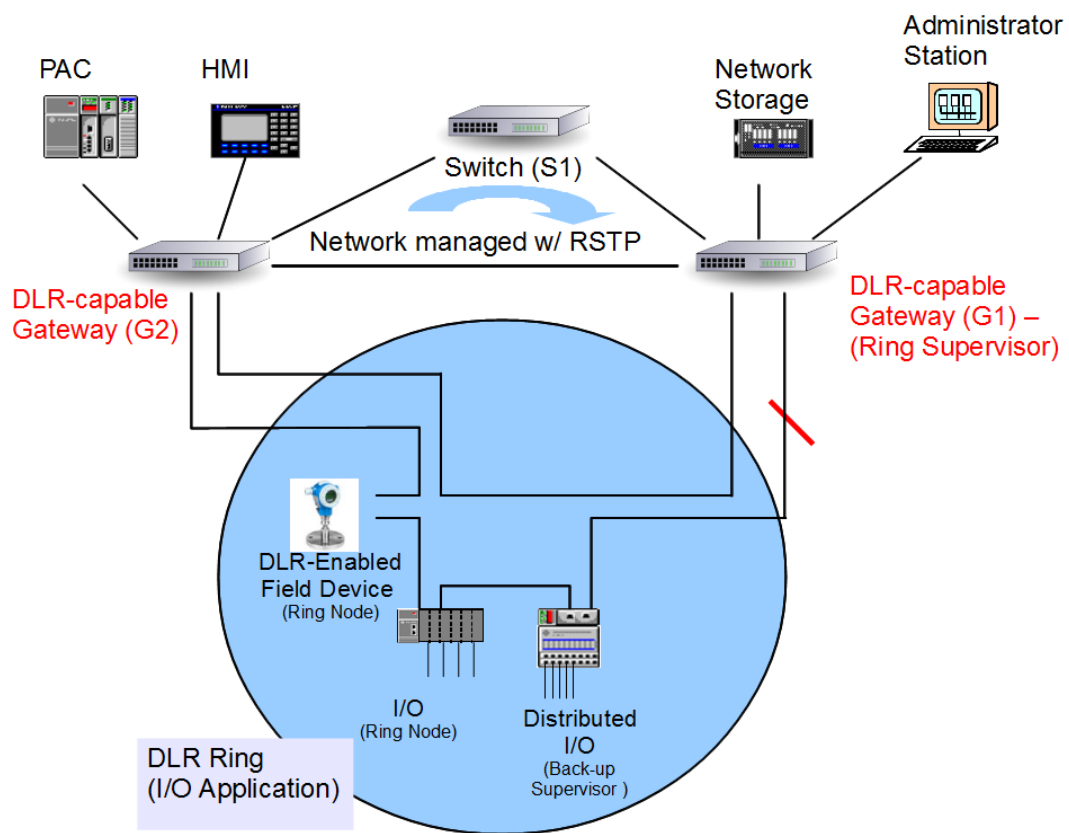 PAC
HMI
Network
Storage
Administrator
Station
Switch (S1)
Network managed w/ RSTP
DLR-capable
Gateway (G2)
DLR-capable
Gateway (G1) –
(Ring Supervisor)
DLR-Enabled
Field Device
(Ring Node)
I/O
(Ring Node)
Distributed
I/O
(Back-up
Supervisor )
DLR Ring
(I/O Application)